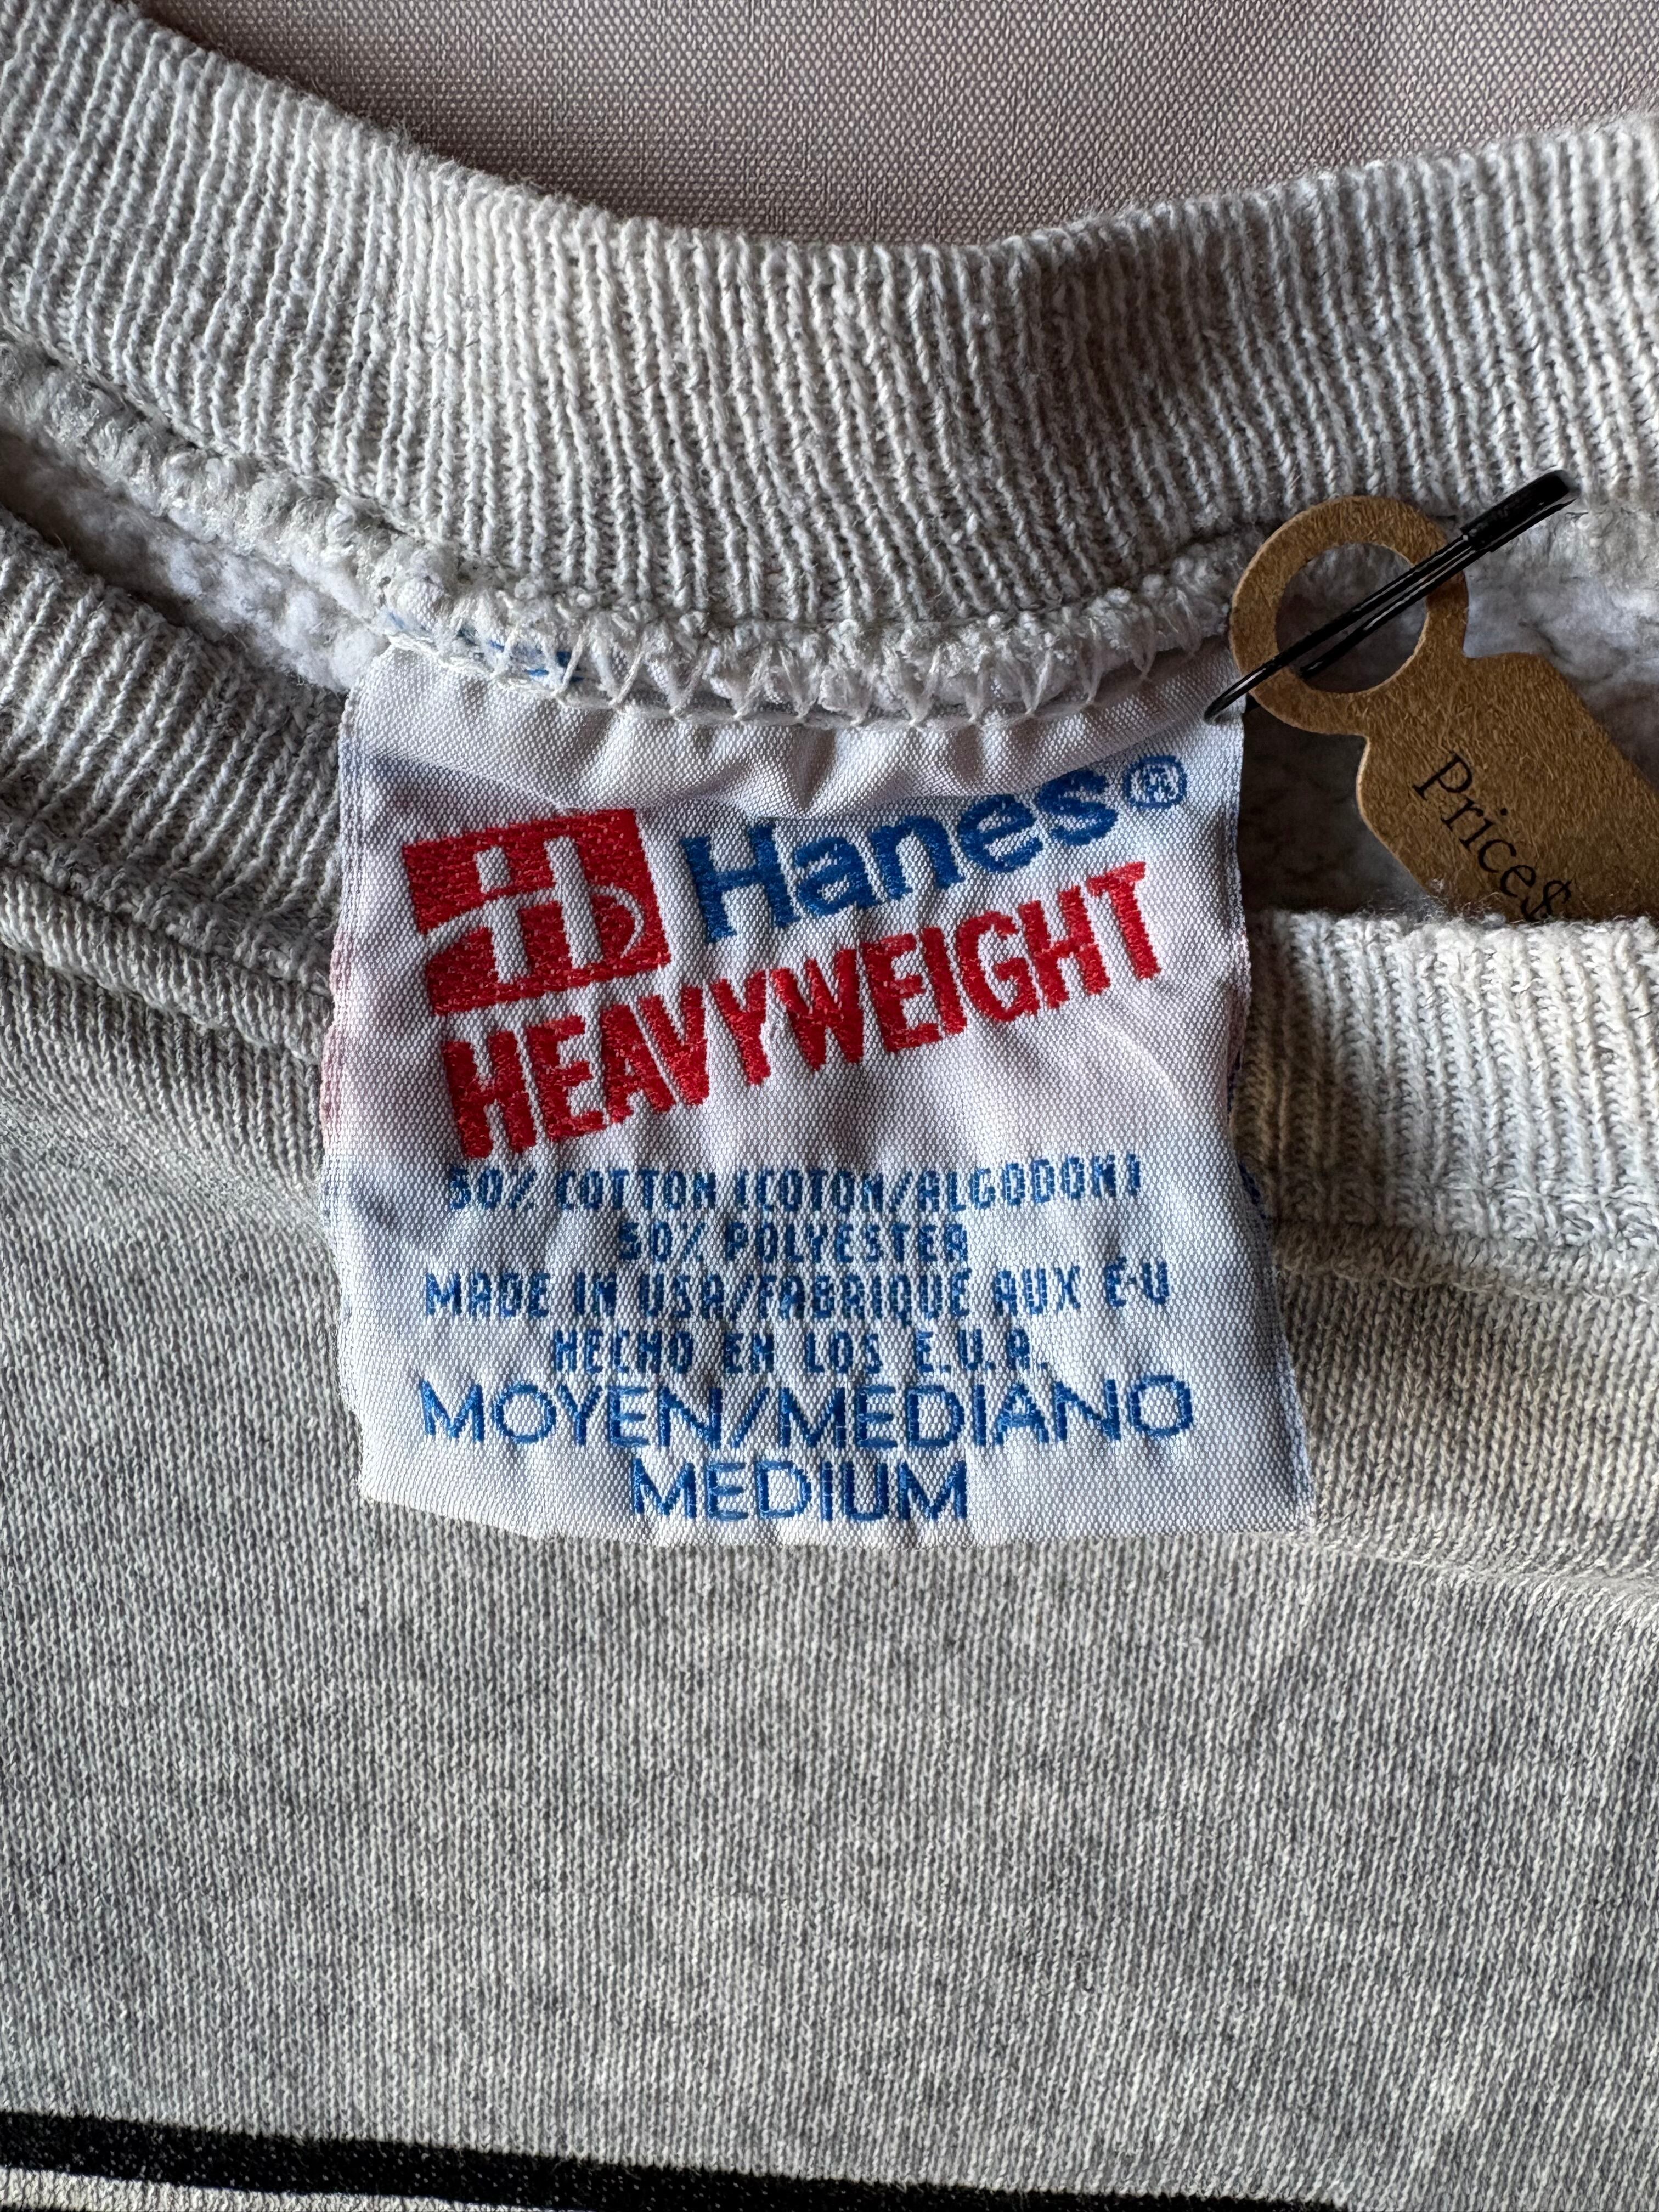 Hanes®
HEAVYWEIGHT
50% COTTON (COTON/ALGODON)
50% POLYESTER
MADE IN USA/FABRIQUE AUX É-U
HECHO EN LOS E.U.A.
MOYEN/MEDIANO
MEDIUM
Price$